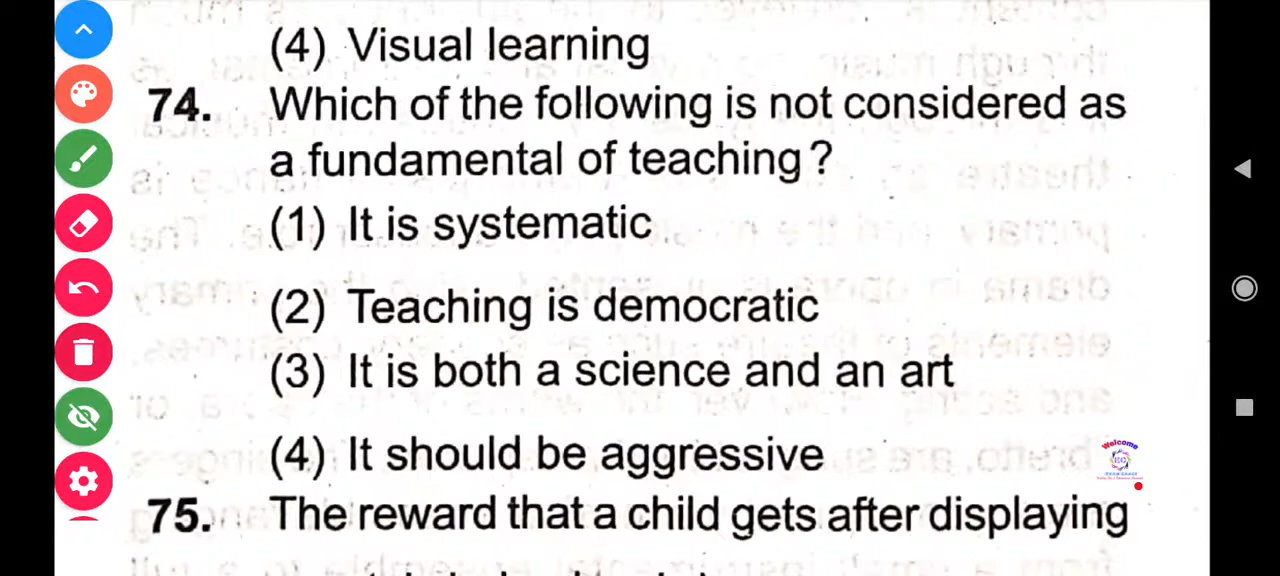 (4) Visual learning
74. Which of the following is not considered as
a fundamental of teaching?
(1) It is systematic
(2) Teaching is democratic
(3) It is both a science and an art
(4) It should be aggressive
Welcome
75. The reward that a child gets after displaying